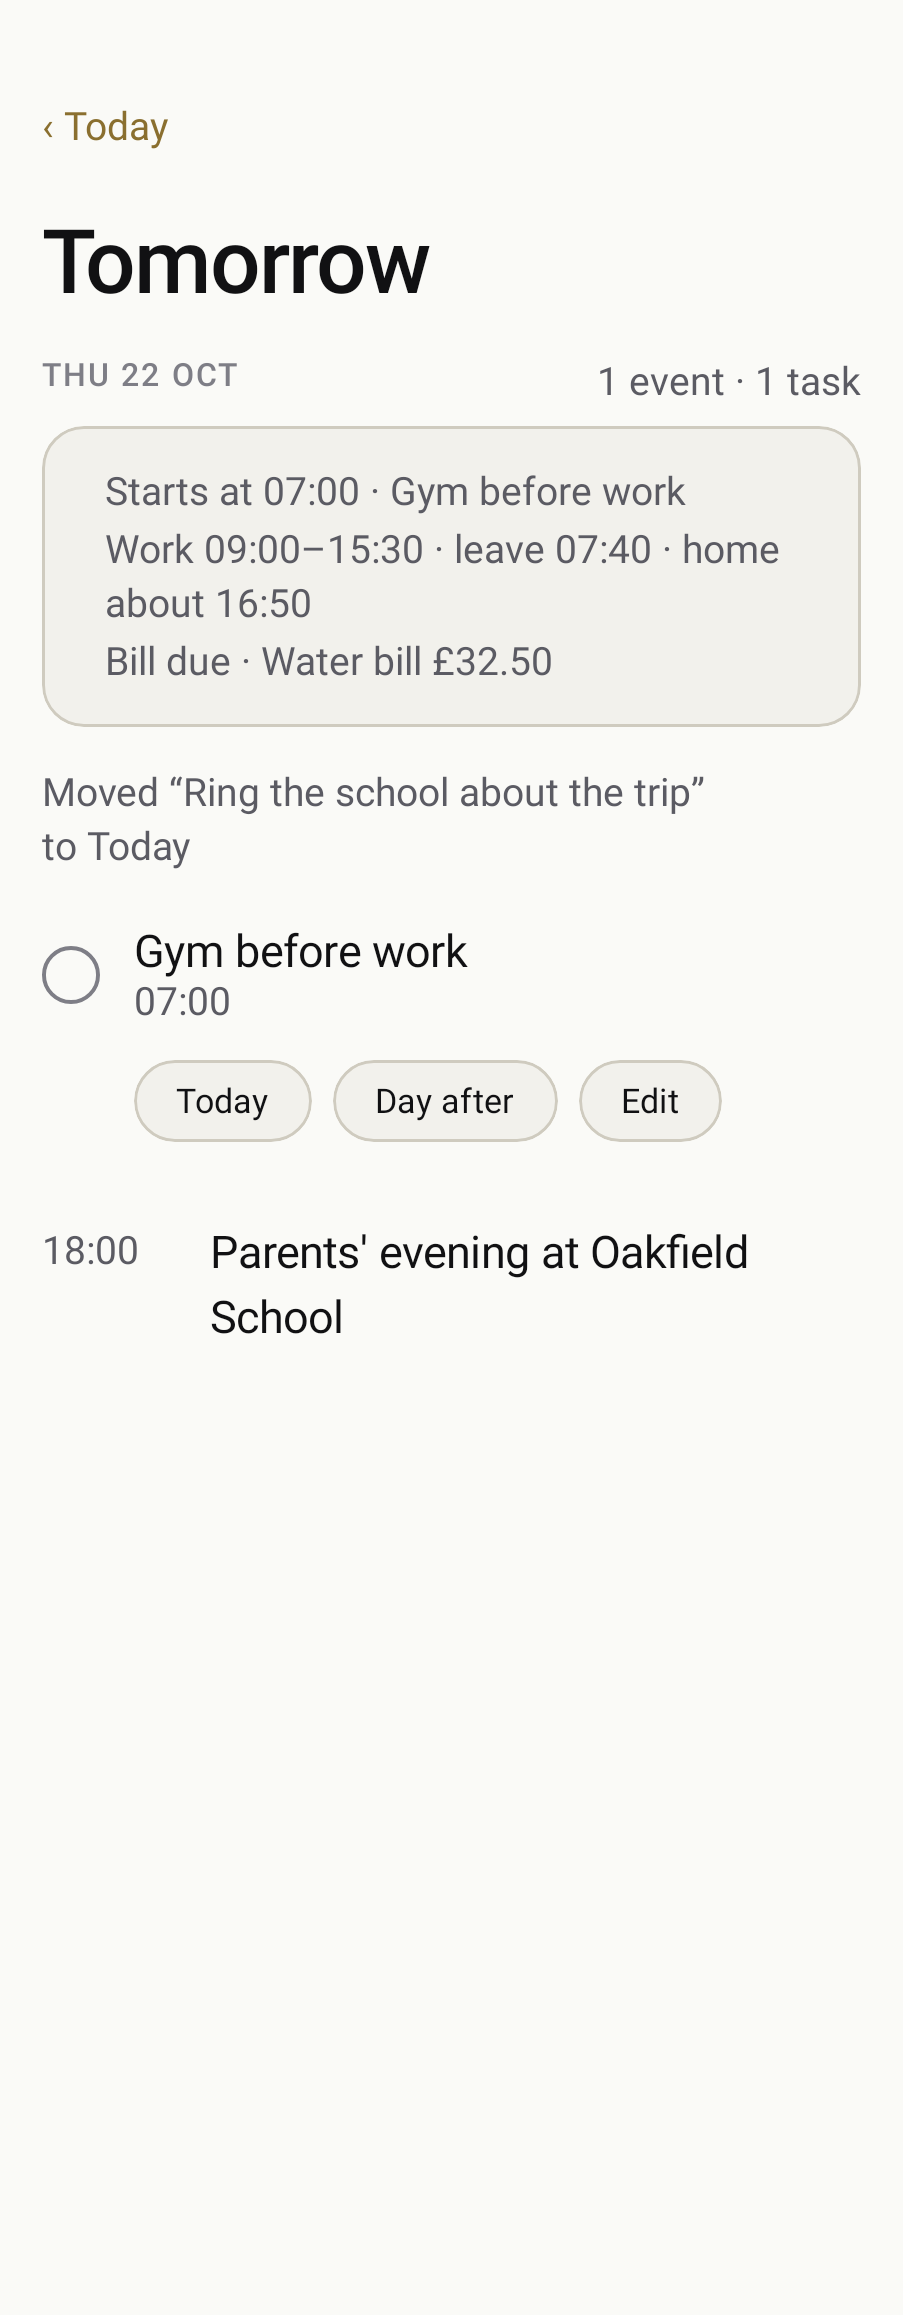 ‹ Today
Tomorrow
THU 22 OCT
1 event · 1 task
Starts at 07:00 · Gym before work
Work 09:00–15:30 · leave 07:40 · home
about 16:50
Bill due · Water bill £32.50
Moved “Ring the school about the trip”
to Today
Gym before work
07:00
Today
Day after
Edit
18:00
Parents' evening at Oakfield
School